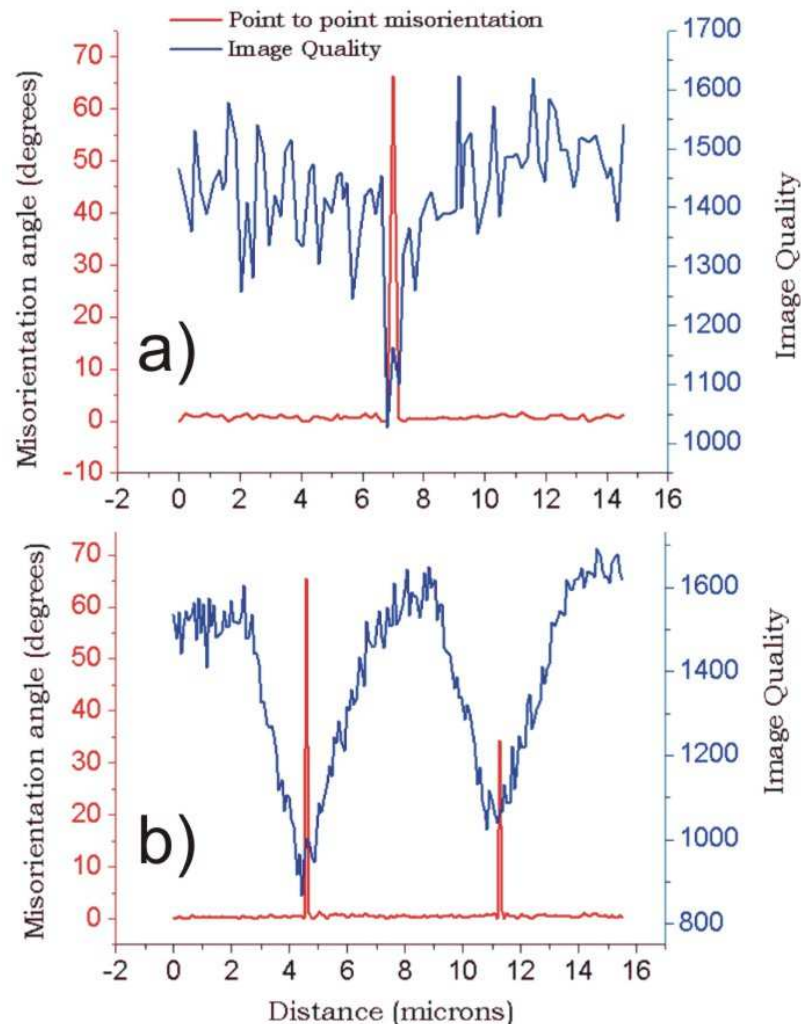 Point to point misorientation
Image Quality
Misorientation angle (degrees)
70
60
50
40
30
20
10
0
-10
1700
1600
1500
1400
1300
1200
1100
1000
Image Quality
a)
-2 0 2 4 6 8 10 12 14 16
Misorientation angle (degrees)
70
60
50
40
30
20
10
0
1600
1400
1200
1000
800
Image Quality
b)
-2 0 2 4 6 8 10 12 14 16
Distance (microns)